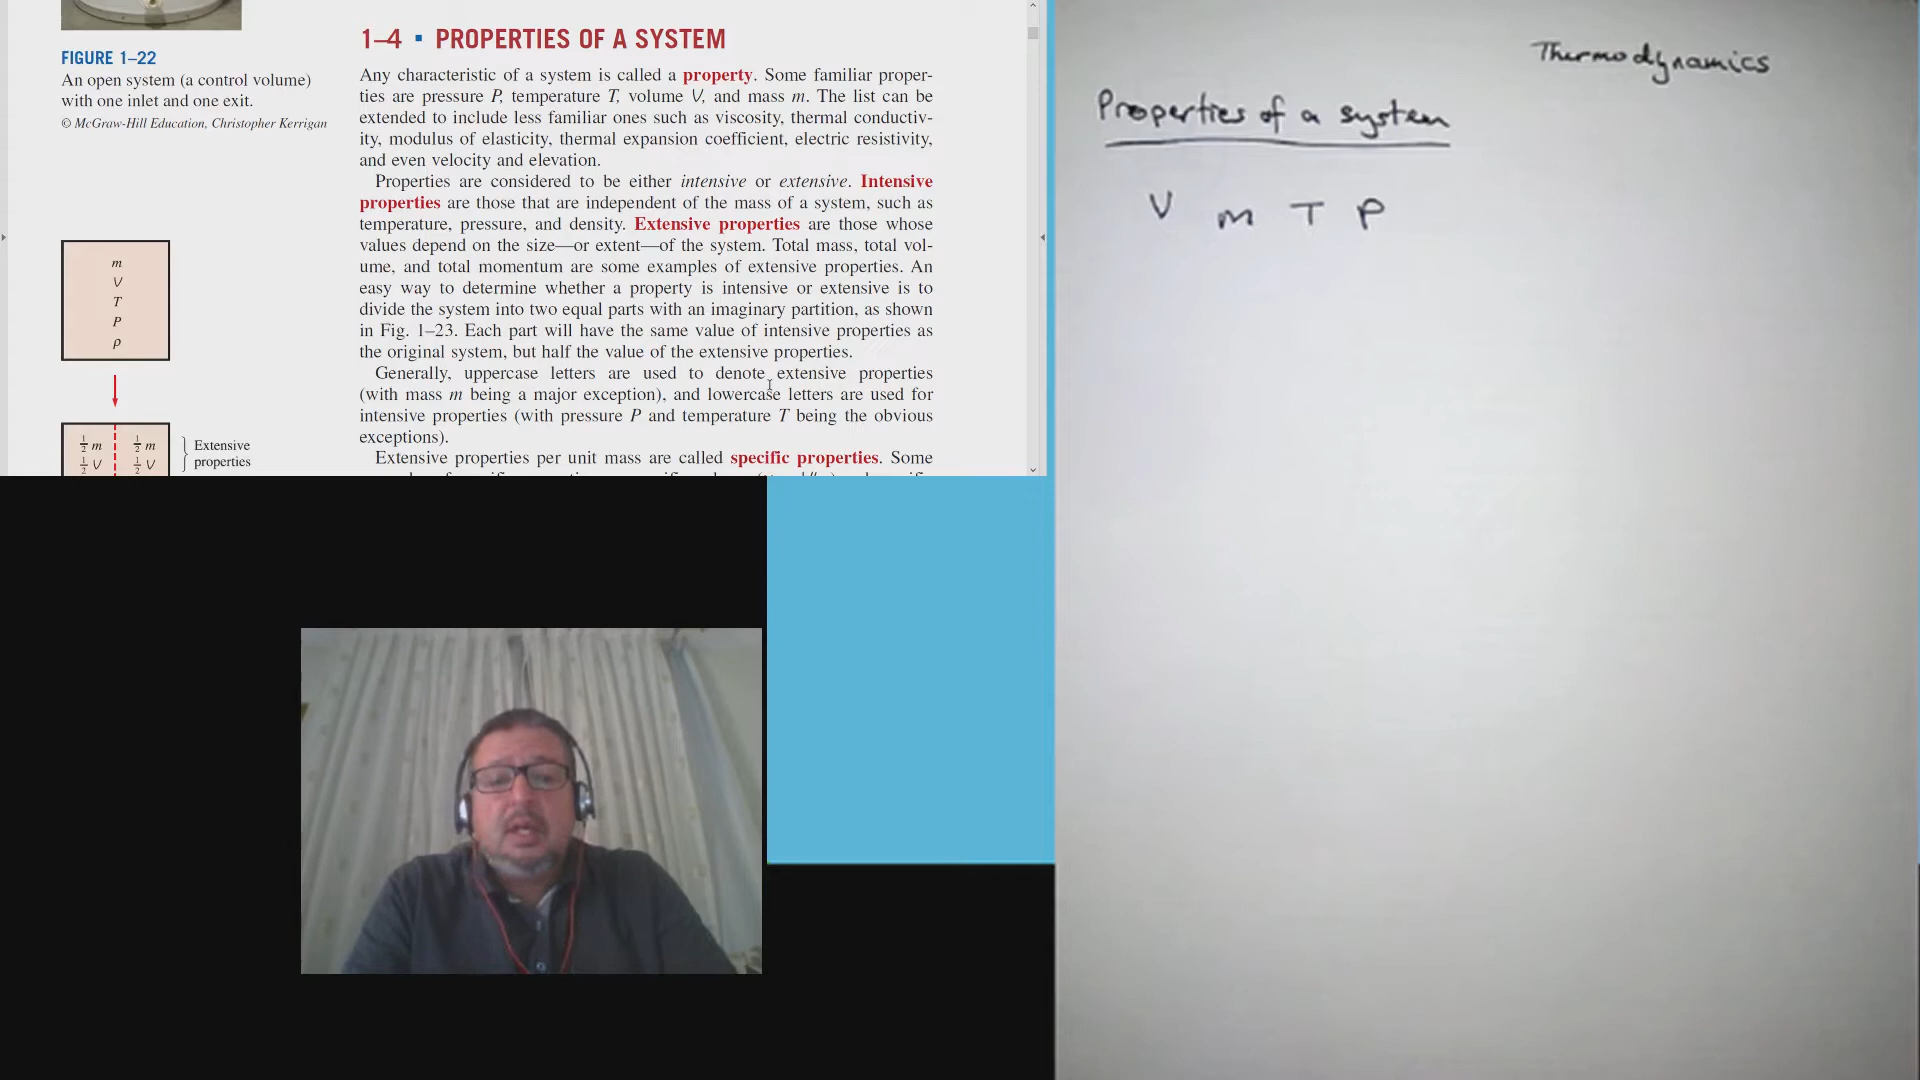 FIGURE 1–22
An open system (a control volume)
with one inlet and one exit.
© McGraw-Hill Education, Christopher Kerrigan
m
V
T
P
ρ
1/2 m 1/2 m
1/2 V 1/2 V
Extensive
properties
1–4 ▪ PROPERTIES OF A SYSTEM
Any characteristic of a system is called a property. Some familiar proper-
ties are pressure P, temperature T, volume V, and mass m. The list can be
extended to include less familiar ones such as viscosity, thermal conductiv-
ity, modulus of elasticity, thermal expansion coefficient, electric resistivity,
and even velocity and elevation.
Properties are considered to be either intensive or extensive. Intensive
properties are those that are independent of the mass of a system, such as
temperature, pressure, and density. Extensive properties are those whose
values depend on the size—or extent—of the system. Total mass, total vol-
ume, and total momentum are some examples of extensive properties. An
easy way to determine whether a property is intensive or extensive is to
divide the system into two equal parts with an imaginary partition, as shown
in Fig. 1–23. Each part will have the same value of intensive properties as
the original system, but half the value of the extensive properties.
Generally, uppercase letters are used to denote extensive properties
(with mass m being a major exception), and lowercase letters are used for
intensive properties (with pressure P and temperature T being the obvious
exceptions).
Extensive properties per unit mass are called specific properties. Some
Thermodynamics
Properties of a system
V m T P